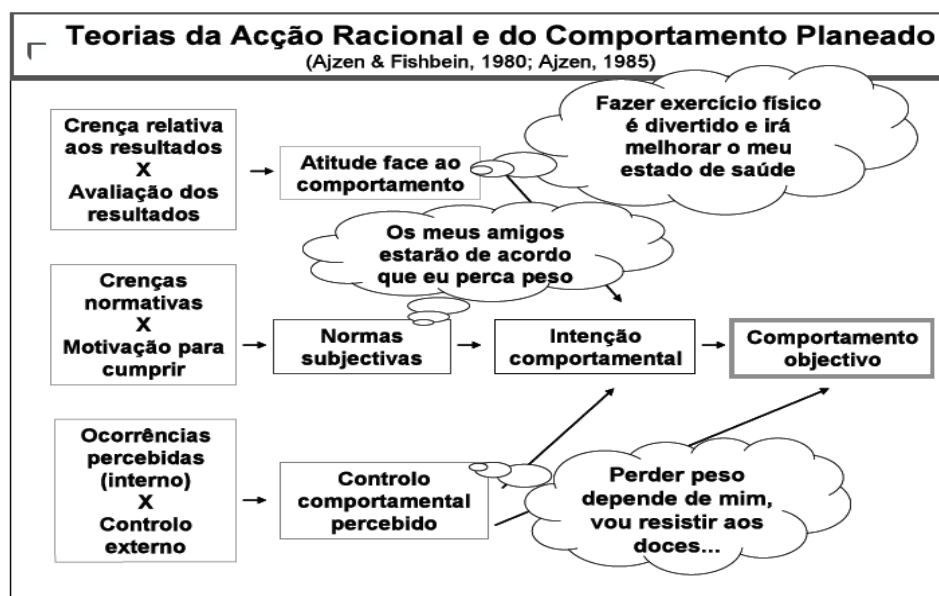 Teorias da Acção Racional e do Comportamento Planeado
(Ajzen & Fishbein, 1980; Ajzen, 1985)
Crença relativa
aos resultados
X
Avaliação dos
resultados
Atitude face ao
comportamento
Fazer exercício físico
é divertido e irá
melhorar o meu
estado de saúde
Os meus amigos
estarão de acordo
que eu perca peso
Crenças
normativas
X
Motivação para
cumprir
Normas
subjectivas
Intenção
comportamental
Comportamento
objectivo
Ocorrências
percebidas
(interno)
X
Controlo
externo
Controlo
comportamental
percebido
Perder peso
depende de mim,
vou resistir aos
doces...